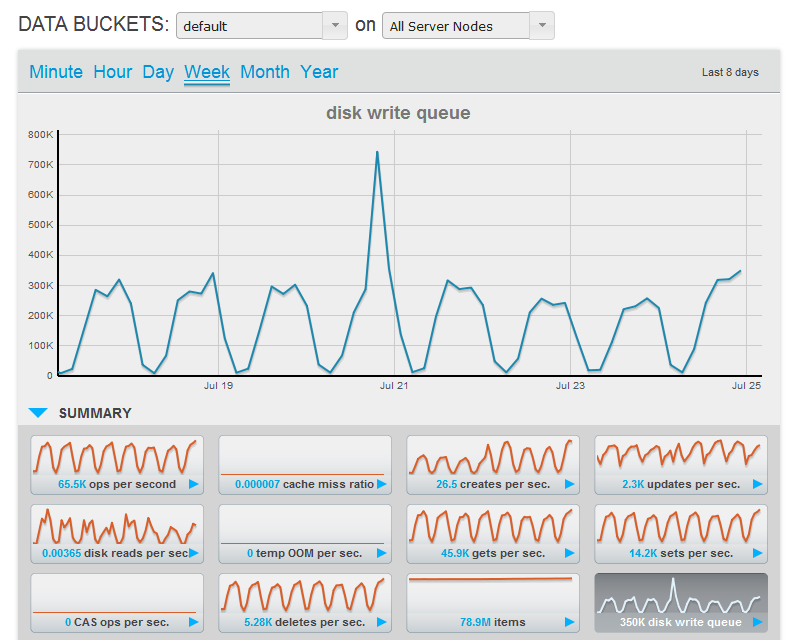 DATA BUCKETS: default on All Server Nodes
Minute Hour Day Week Month Year Last 8 days
disk write queue
800K
700K
600K
500K
400K
300K
200K
100K
0
Jul 19 Jul 21 Jul 23 Jul 25
SUMMARY
65.5K ops per second 0.000007 cache miss ratio 26.5 creates per sec. 2.3K updates per sec.
0.00365 disk reads per sec 0 temp OOM per sec. 45.9K gets per sec. 14.2K sets per sec.
0 CAS ops per sec. 5.28K deletes per sec. 78.9M items 350K disk write queue